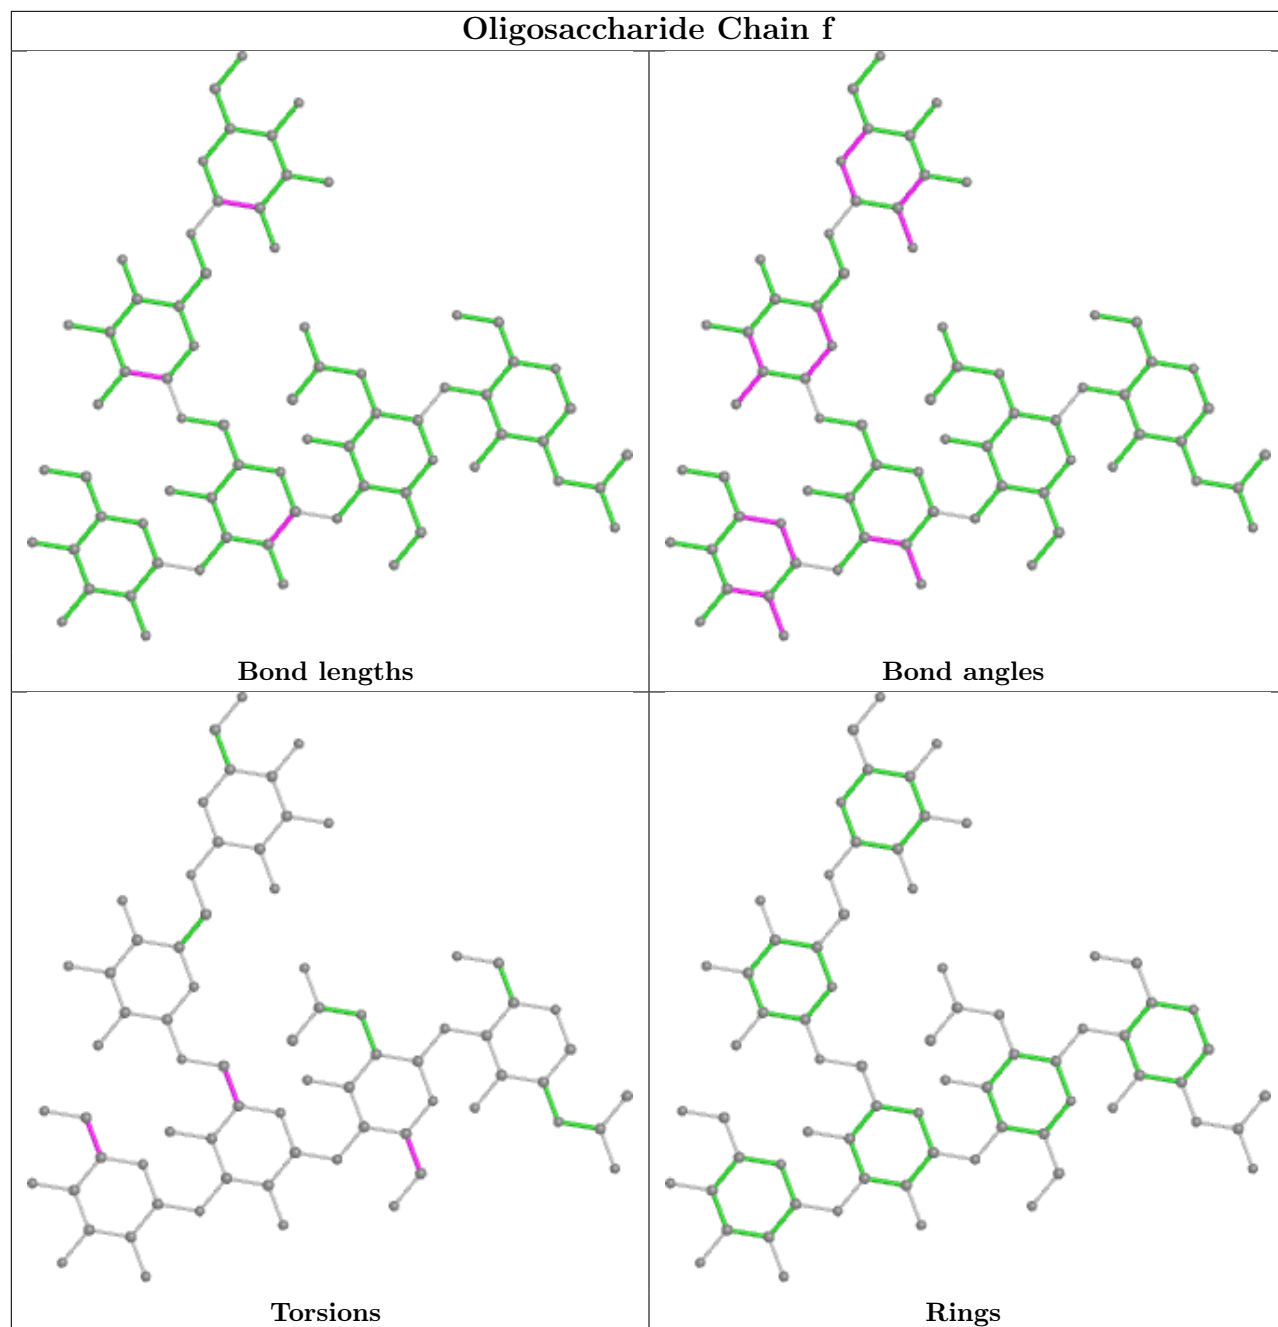 Oligosaccharide Chain f
Bond lengths
Bond angles
Torsions
Rings